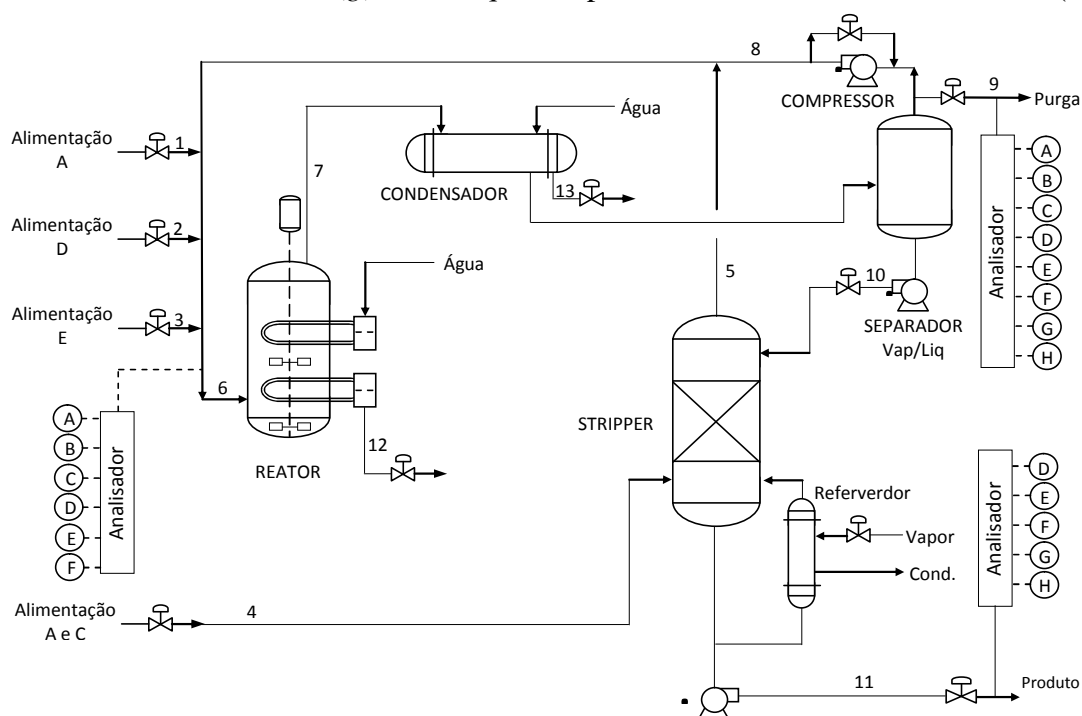 8
COMPRESSOR
9
Purga
Água
Alimentação
A
1
7
CONDENSADOR
13
Analisador
A
B
C
D
E
F
G
H
Alimentação
D
2
Água
5
10
SEPARADOR
Vap/Liq
Alimentação
E
3
6
12
REATOR
Analisador
A
B
C
D
E
F
STRIPPER
Referverdor
Vapor
Cond.
Analisador
D
E
F
G
H
Alimentação
A e C
4
11
Produto